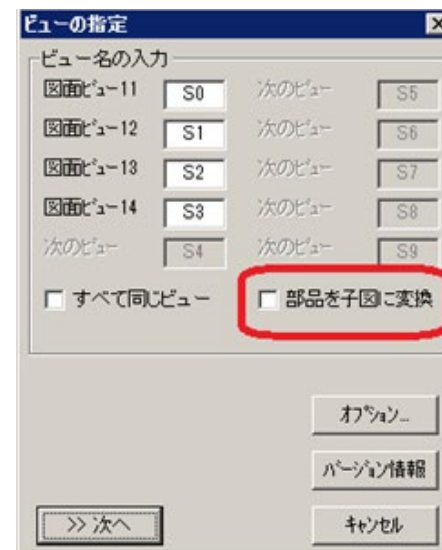 ビューの指定
ビュー名の入力
図面ビュー11 S0 次のビュー S5
図面ビュー12 S1 次のビュー S6
図面ビュー13 S2 次のビュー S7
図面ビュー14 S3 次のビュー S8
次のビュー S4 次のビュー S9
すべて同じビュー 部品を子図に変換
オプション...
バージョン情報
>> 次へ キャンセル